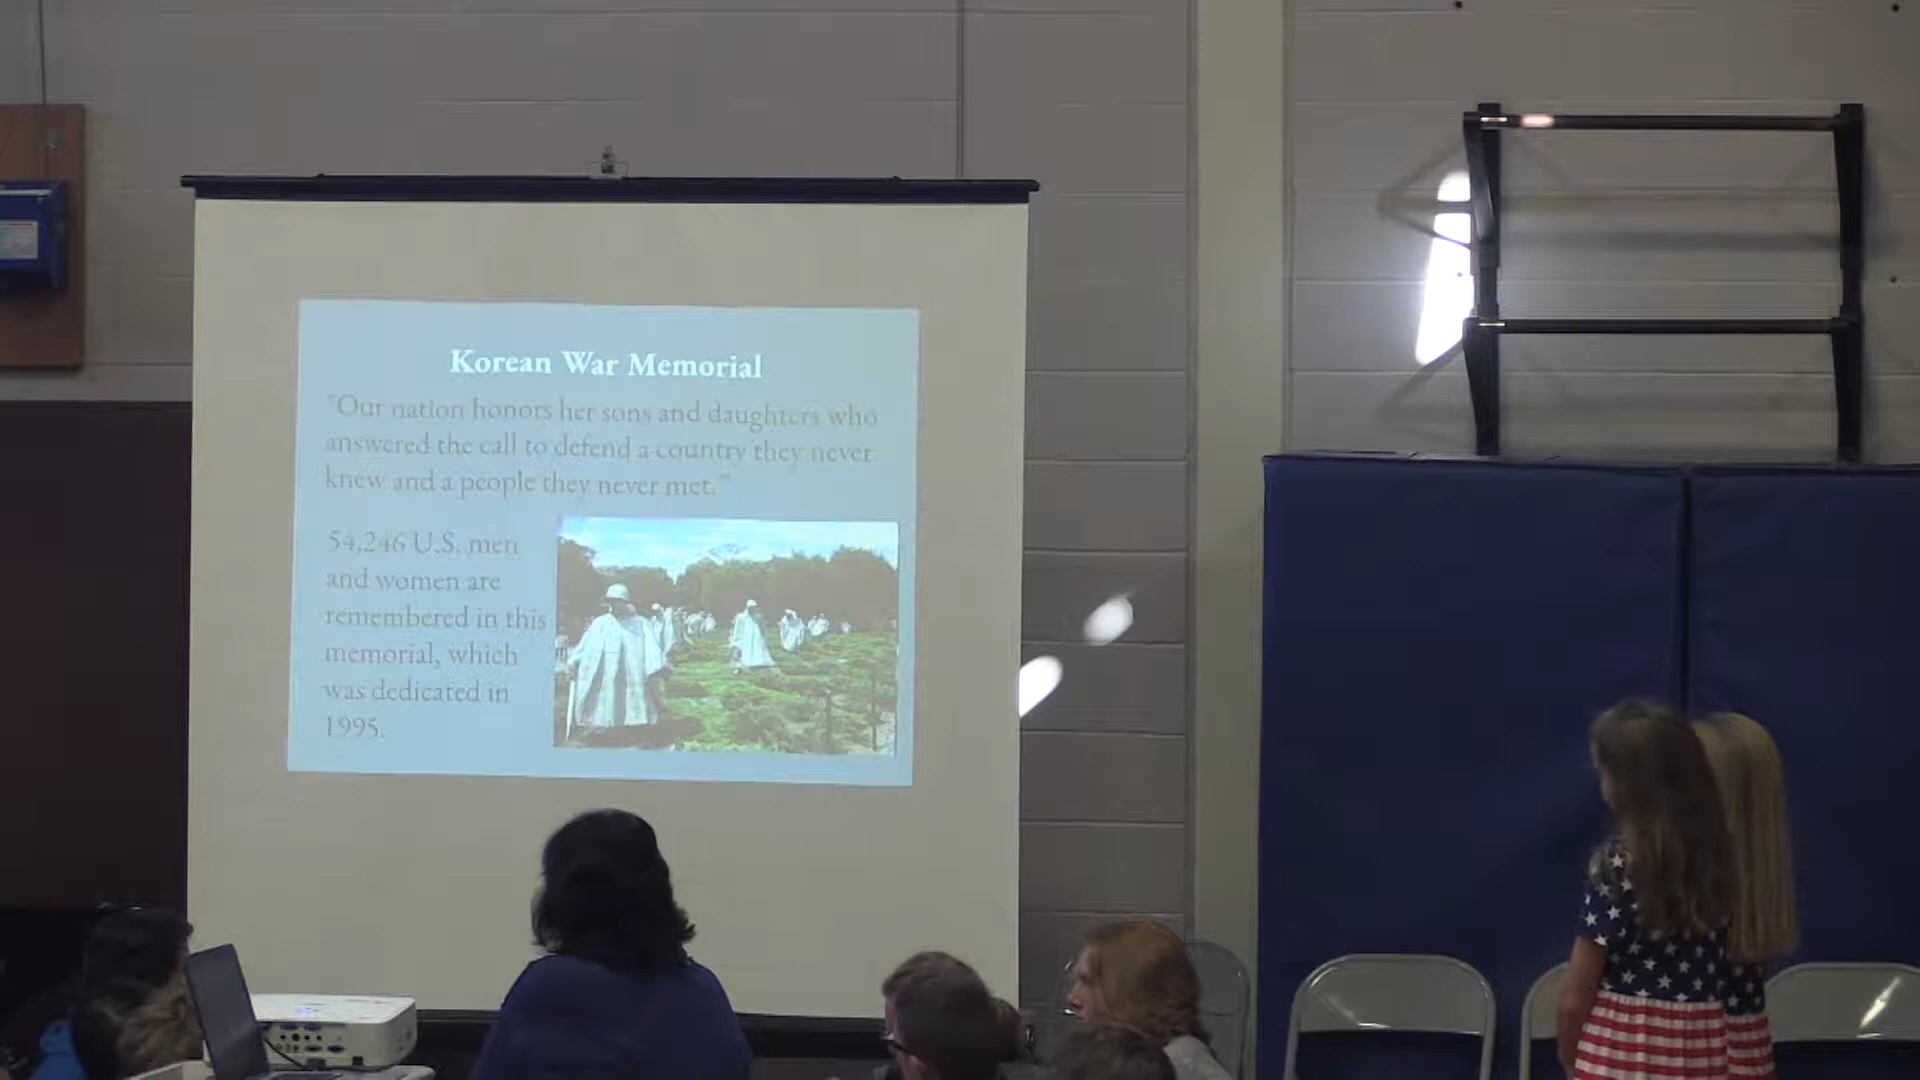 Korean War Memorial
"Our nation honors her sons and daughters who
answered the call to defend a country they never
knew and a people they never met."
54,246 U.S. men
and women are
remembered in this
memorial, which
was dedicated in
1995.